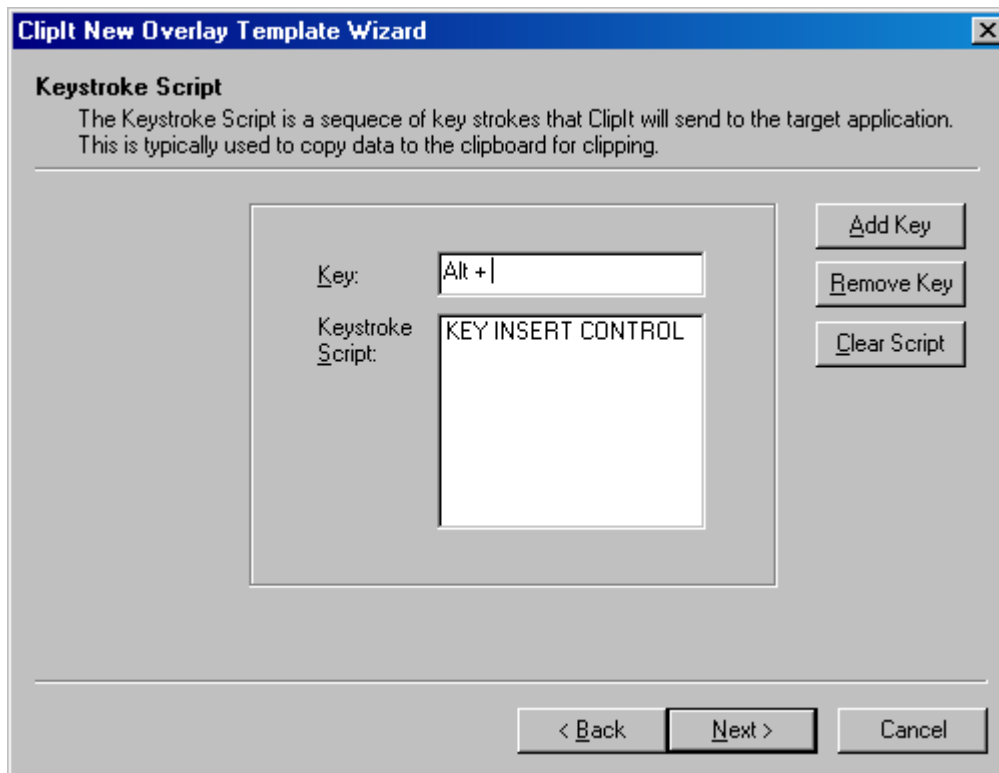 ClipIt New Overlay Template Wizard
Keystroke Script
The Keystroke Script is a sequece of key strokes that ClipIt will send to the target application.
This is typically used to copy data to the clipboard for clipping.
Add Key
Key: Alt +
Remove Key
Keystroke KEY INSERT CONTROL
Script:
Clear Script
< Back Next > Cancel